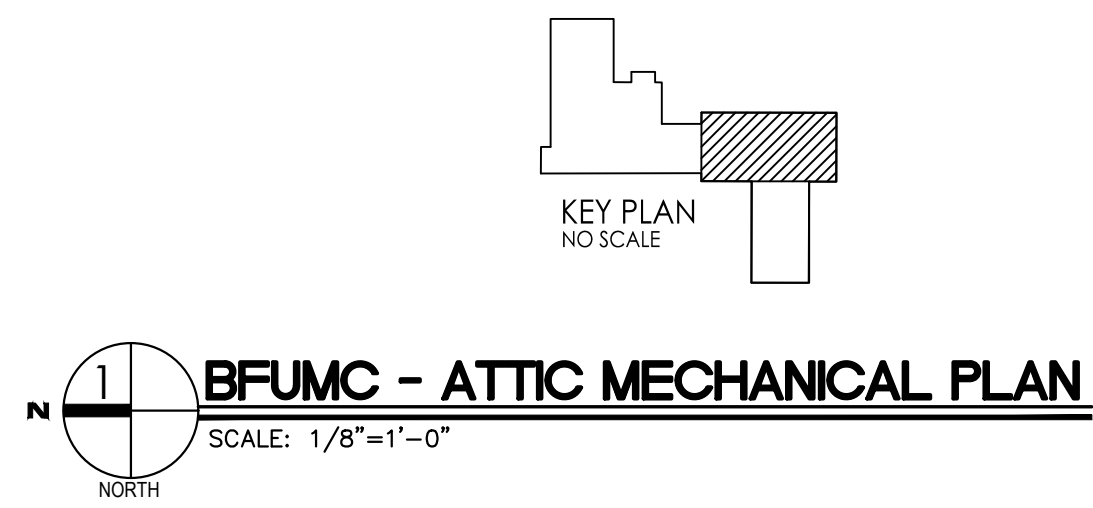 KEY PLAN
NO SCALE
1
BFUMC - ATTIC MECHANICAL PLAN
N
SCALE: 1/8"=1'-0"
NORTH